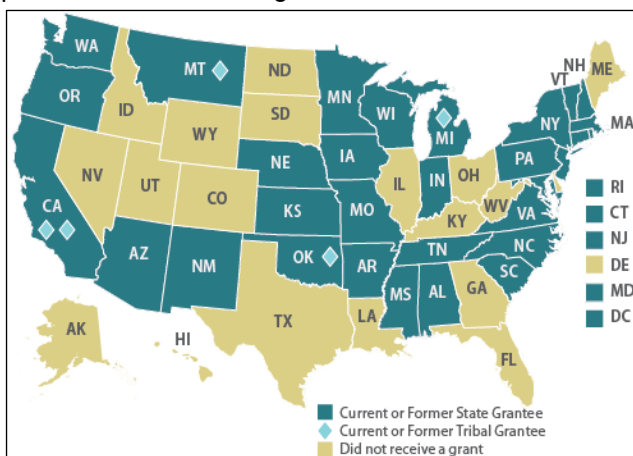 WA
MT
ND
MN
VT
NH
ME
OR
ID
SD
WI
MI
NY
MA
WY
IA
PA
NE
NV
UT
CO
IL
IN
OH
WV
VA
CA
KS
MO
KY
NC
TN
AZ
NM
OK
AR
SC
MS
AL
GA
TX
LA
FL
AK
HI
RI
CT
NJ
DE
MD
DC
Current or Former State Grantee
Current or Former Tribal Grantee
Did not receive a grant